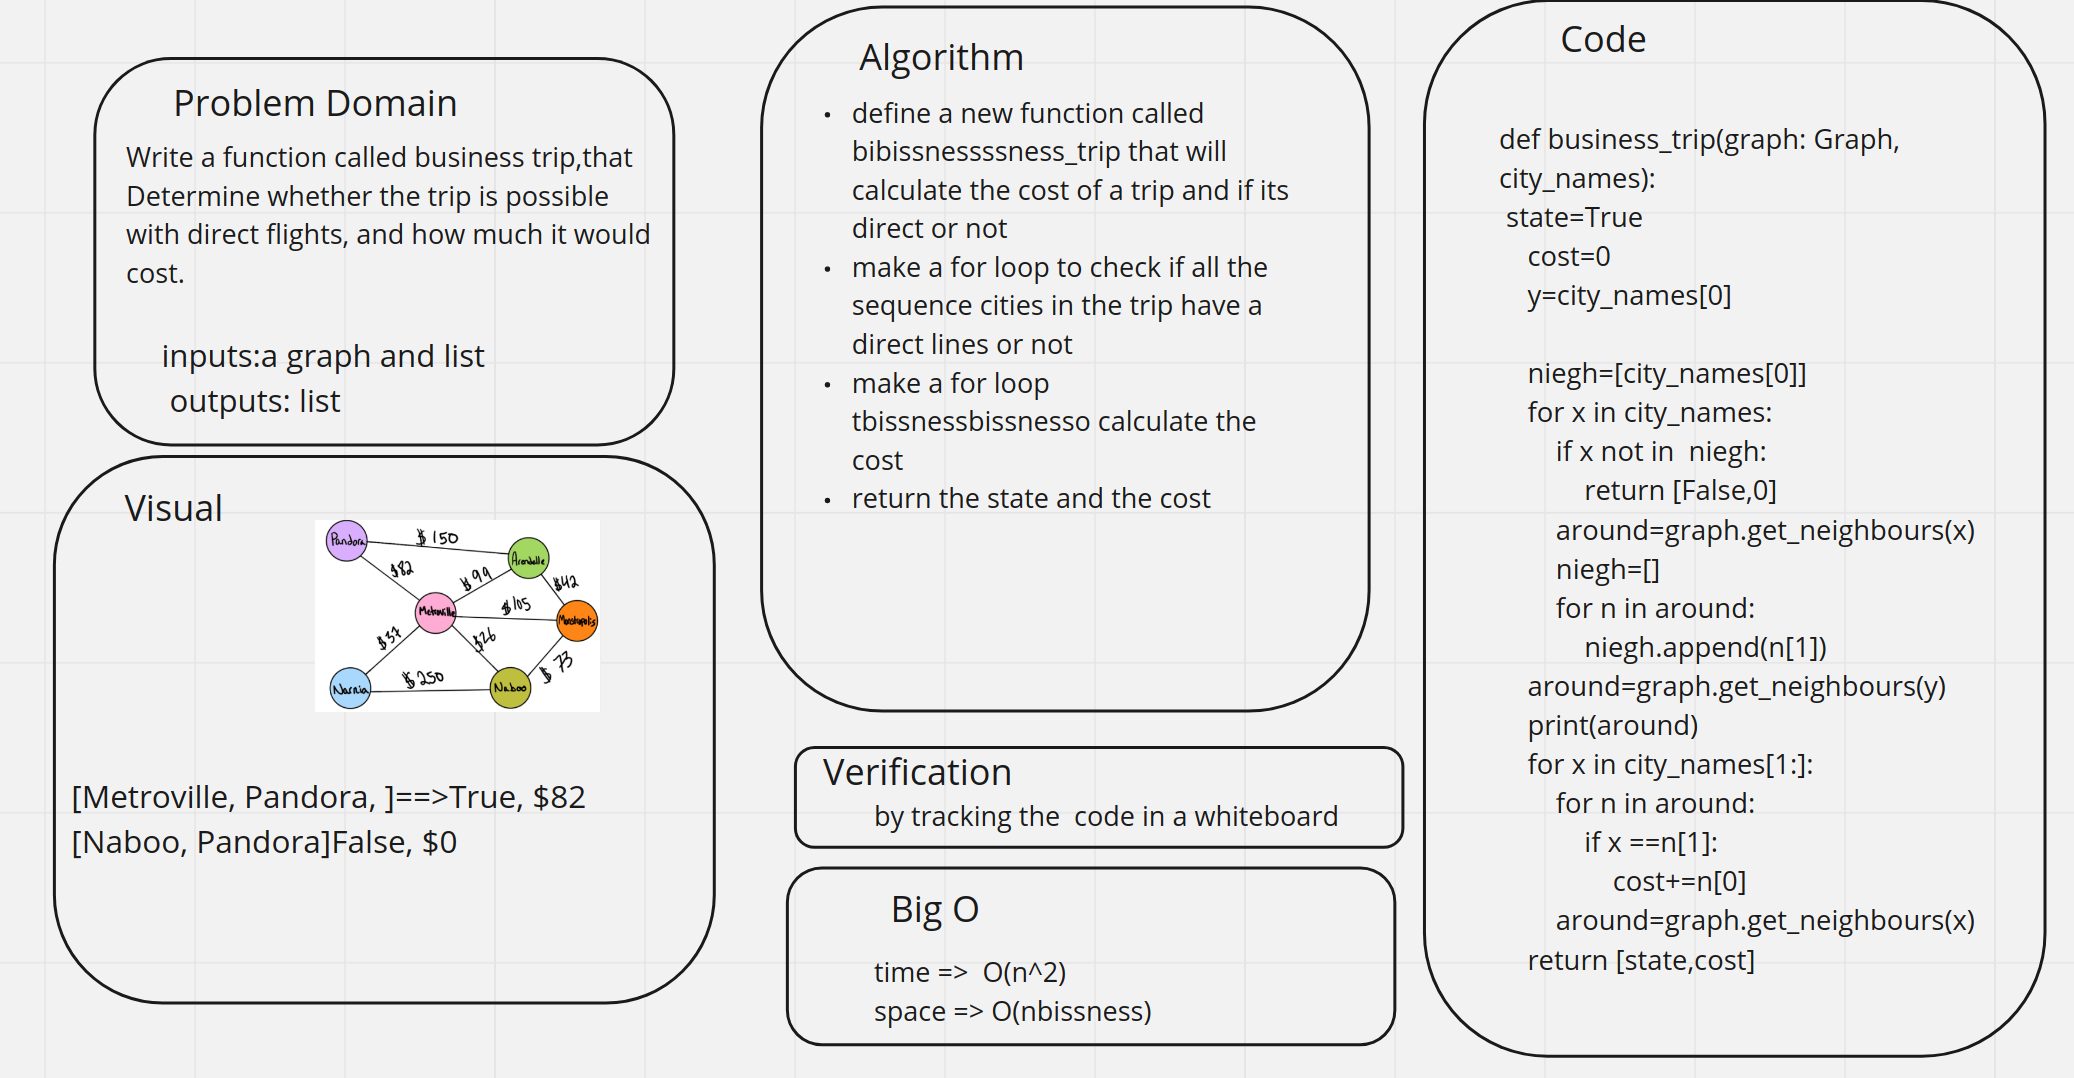 Problem Domain
Write a function called business trip,that
Determine whether the trip is possible
with direct flights, and how much it would
cost.
inputs:a graph and list
outputs: list
Visual
Pandora
$ 150
Arendelle
$82
$ 99
$42
Metroville
$105
Monstropolis
$37
$26
$ 73
Narnia
$ 250
Naboo
[Metroville, Pandora, ]==>True, $82
[Naboo, Pandora]False, $0
Algorithm
• define a new function called
bibissnessssness_trip that will
calculate the cost of a trip and if its
direct or not
• make a for loop to check if all the
sequence cities in the trip have a
direct lines or not
• make a for loop
tbissnessbissnesso calculate the
cost
• return the state and the cost
Verification
by tracking the  code in a whiteboard
Big O
time =>  O(n^2)
space => O(nbissness)
Code
def business_trip(graph: Graph,
city_names):
state=True
cost=0
y=city_names[0]
niegh=[city_names[0]]
for x in city_names:
if x not in  niegh:
return [False,0]
around=graph.get_neighbours(x)
niegh=[]
for n in around:
niegh.append(n[1])
around=graph.get_neighbours(y)
print(around)
for x in city_names[1:]:
for n in around:
if x ==n[1]:
cost+=n[0]
around=graph.get_neighbours(x)
return [state,cost]